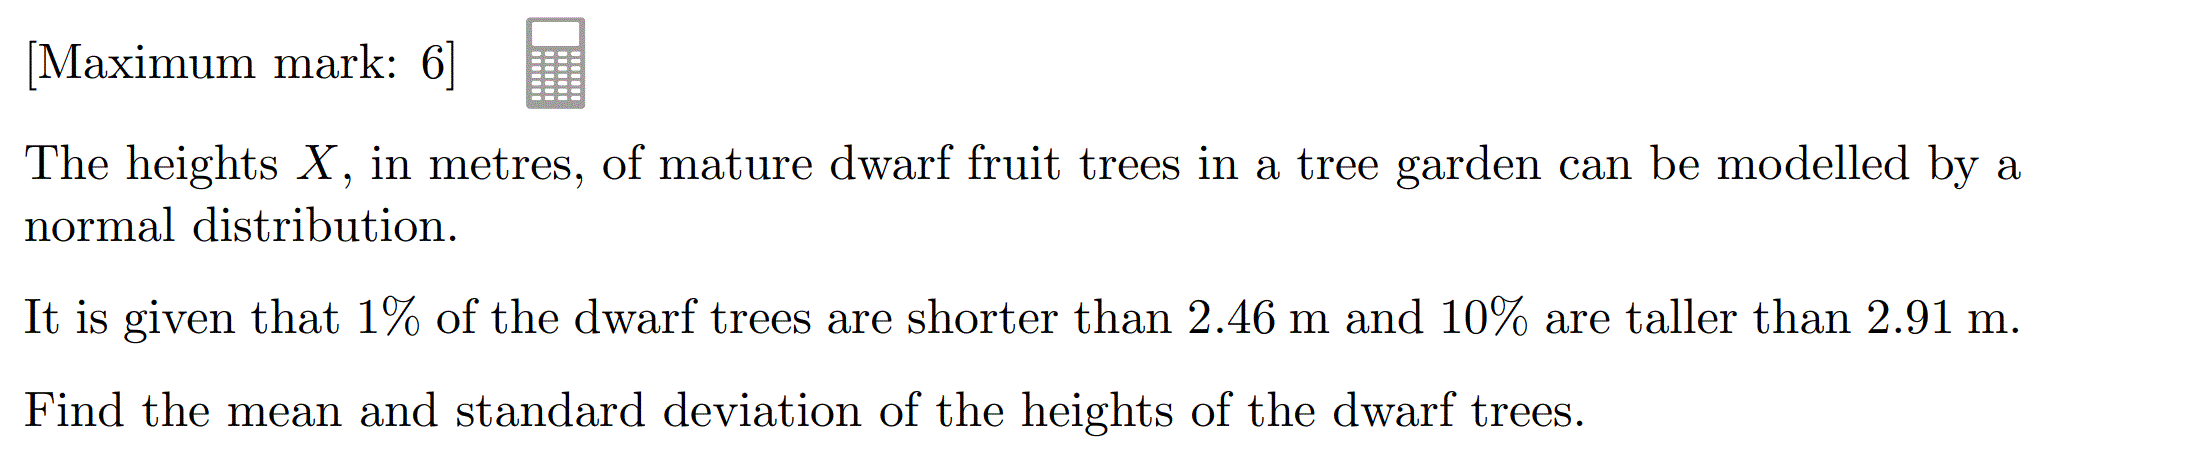 [Maximum mark: 6]
The heights X, in metres, of mature dwarf fruit trees in a tree garden can be modelled by a
normal distribution.
It is given that 1% of the dwarf trees are shorter than 2.46 m and 10% are taller than 2.91 m.
Find the mean and standard deviation of the heights of the dwarf trees.